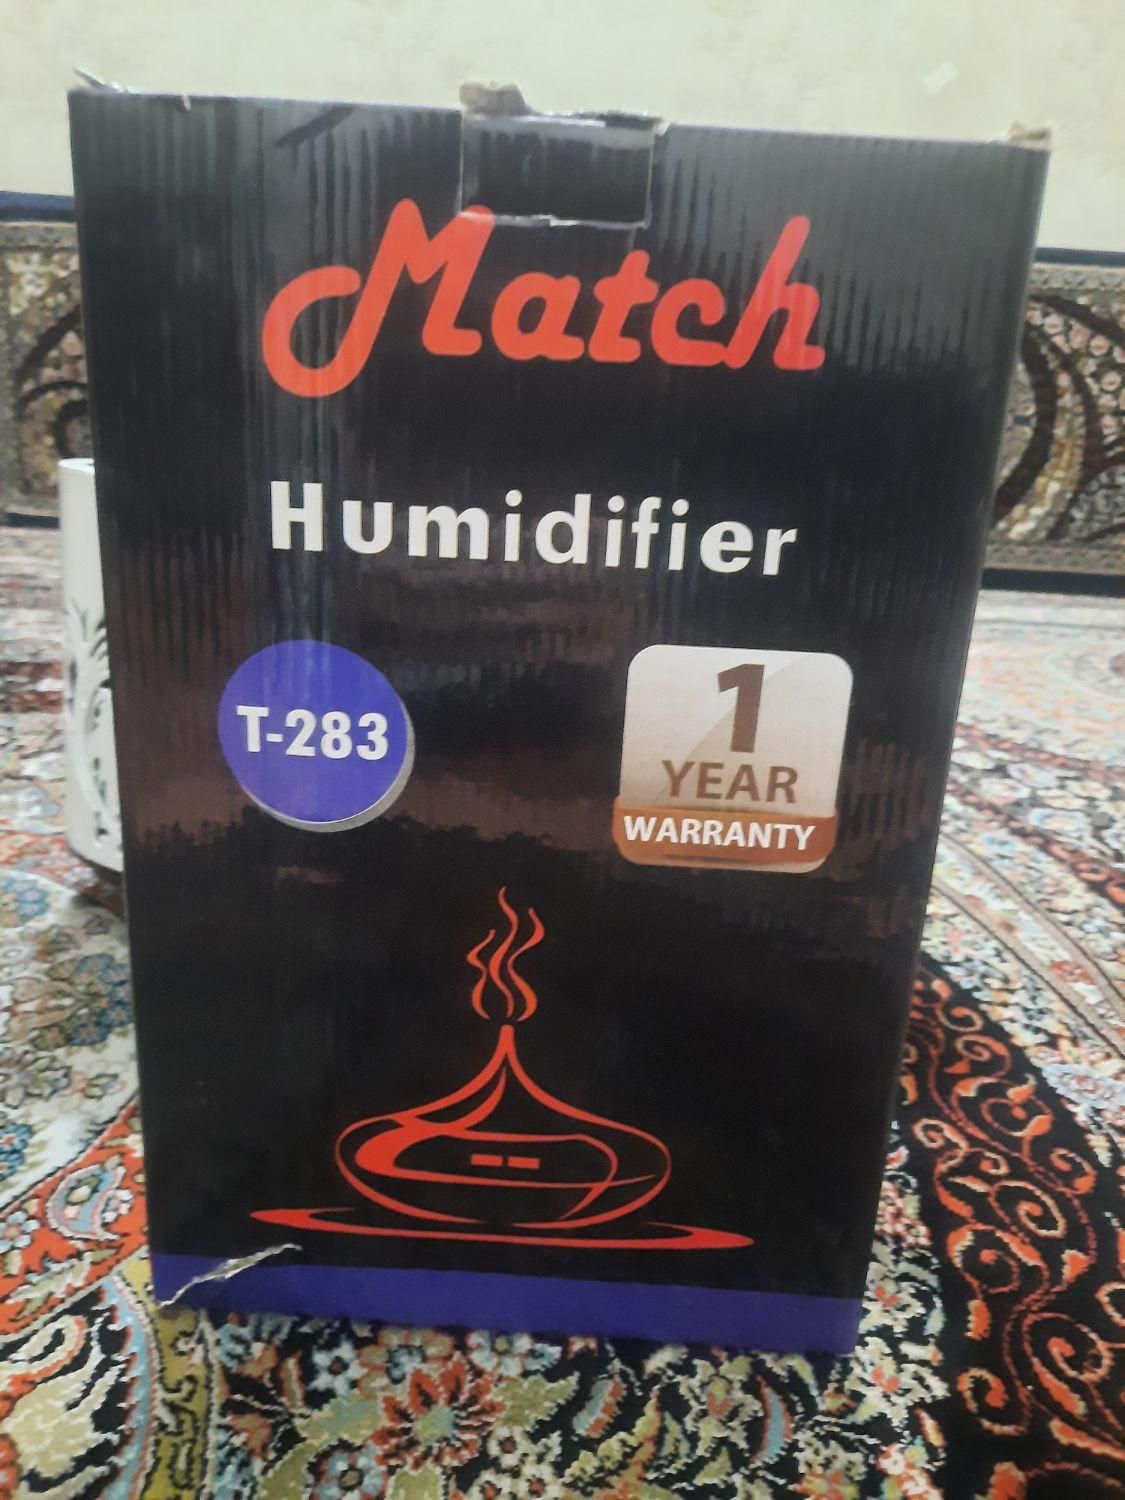 Match
Humidifier
T-283
1
YEAR
WARRANTY